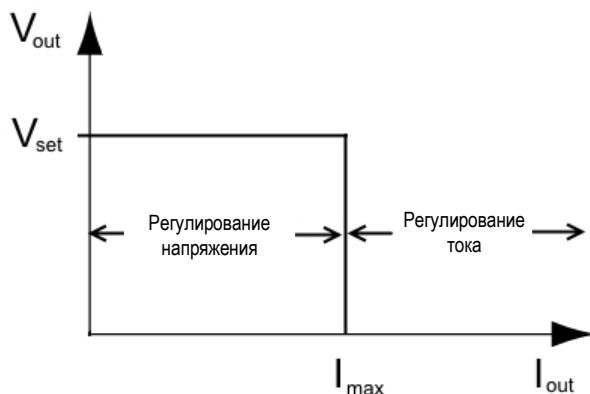 Vout
Vset
Регулирование
напряжения
Регулирование
тока
Imax
Iout